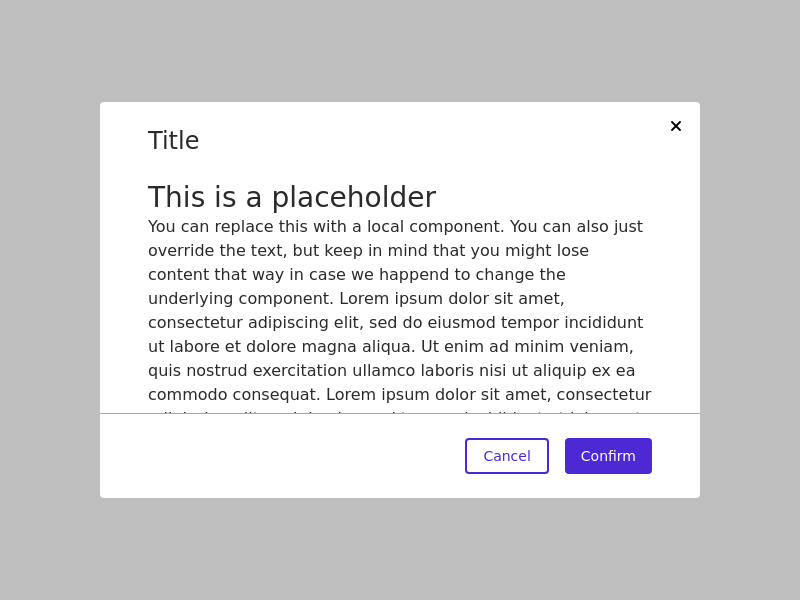 Title
This is a placeholder
You can replace this with a local component. You can also just
override the text, but keep in mind that you might lose
content that way in case we happend to change the
underlying component. Lorem ipsum dolor sit amet,
consectetur adipiscing elit, sed do eiusmod tempor incididunt
ut labore et dolore magna aliqua. Ut enim ad minim veniam,
quis nostrud exercitation ullamco laboris nisi ut aliquip ex ea
commodo consequat. Lorem ipsum dolor sit amet, consectetur
Cancel
Confirm